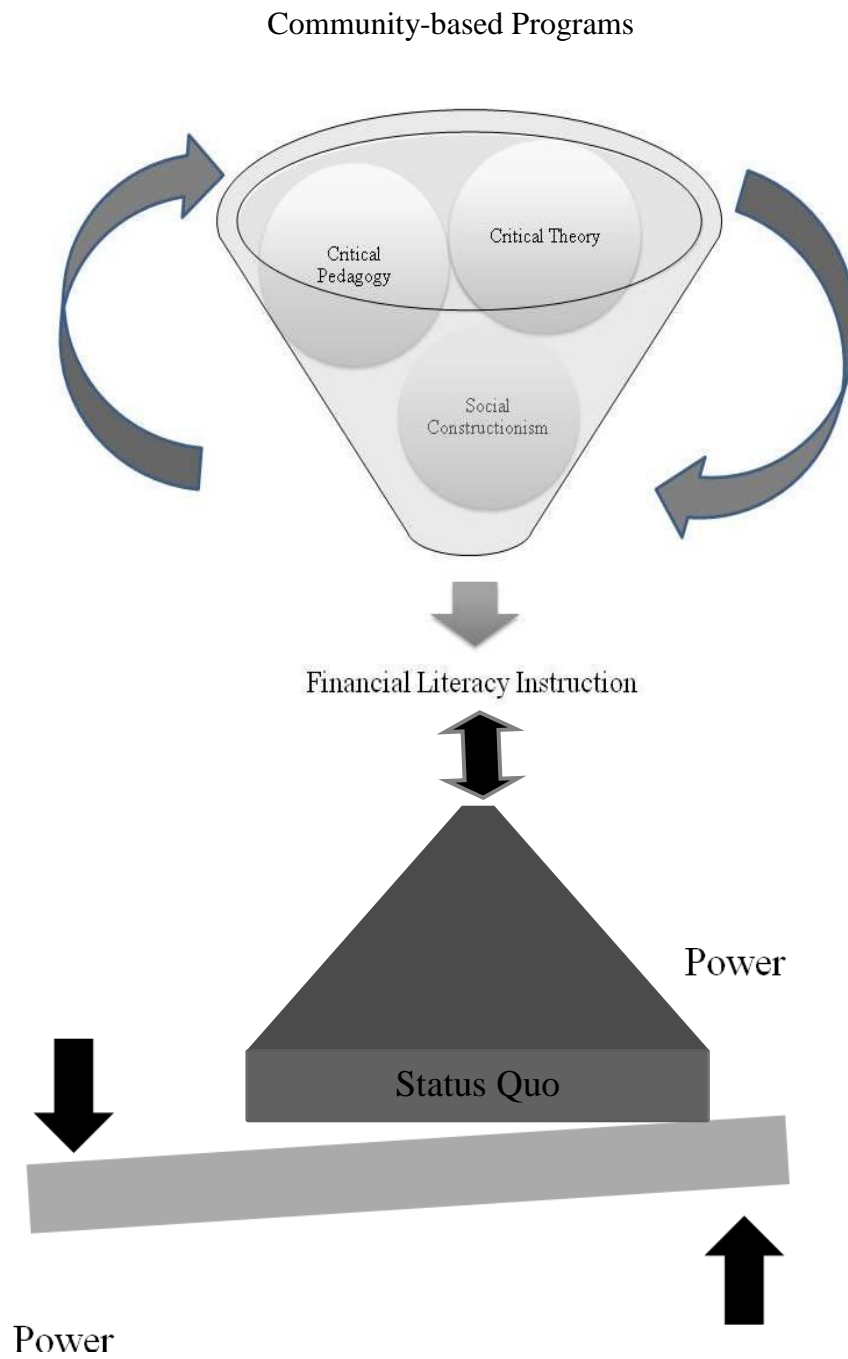 Community-based Programs
Critical
Pedagogy
Critical Theory
Social
Constructionism
Financial Literacy Instruction
Power
Status Quo
Power